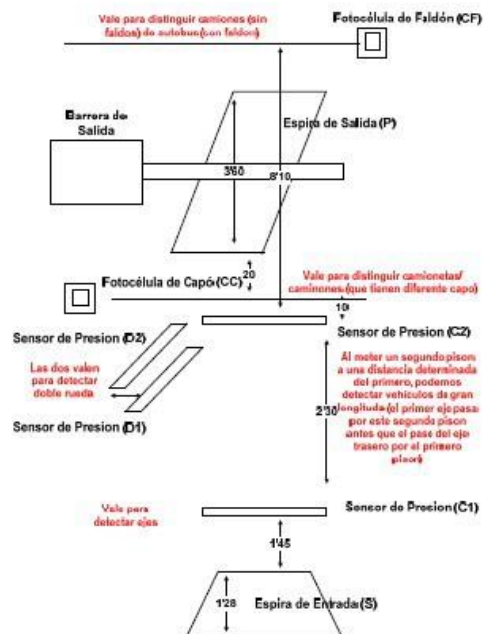 Vale para distinguir camiones (sin
faldos) de autobus (con faldon)
Fotocélula de Faldón (CF)
Barrera de
Salida
Espira de Salida (P)
3'60
8'10
20
Fotocélula de Capó (CC)
Vale para distinguir camionetas/
caminones (que tienen diferente capo)
10
Sensor de Presion (D2)
Sensor de Presion (C2)
Las dos valen
para detectar
doble rueda
Al meter un segundo pison
a una distancia determinada
del primero, podemos
detectar vehículos de gran
longitud (el primer eje pasa
por este segundo pison
antes que el pase del eje
trasero por el primero
pison)
2'30
Sensor de Presion (D1)
Vale para
detectar ejes
Sensor de Presion (C1)
1'45
1'28
Espira de Entrada (S)